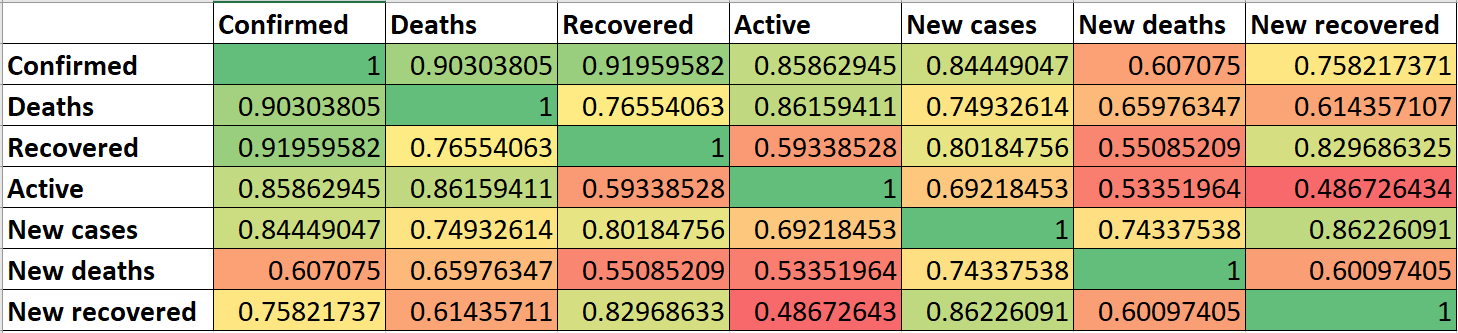 Confirmed Deaths Recovered Active New cases New deaths New recovered
Confirmed 1 0.90303805 0.91959582 0.85862945 0.84449047 0.607075 0.758217371
Deaths 0.90303805 1 0.76554063 0.86159411 0.74932614 0.65976347 0.614357107
Recovered 0.91959582 0.76554063 1 0.59338528 0.80184756 0.55085209 0.829686325
Active 0.85862945 0.86159411 0.59338528 1 0.69218453 0.53351964 0.486726434
New cases 0.84449047 0.74932614 0.80184756 0.69218453 1 0.74337538 0.86226091
New deaths 0.607075 0.65976347 0.55085209 0.53351964 0.74337538 1 0.60097405
New recovered 0.75821737 0.61435711 0.82968633 0.48672643 0.86226091 0.60097405 1